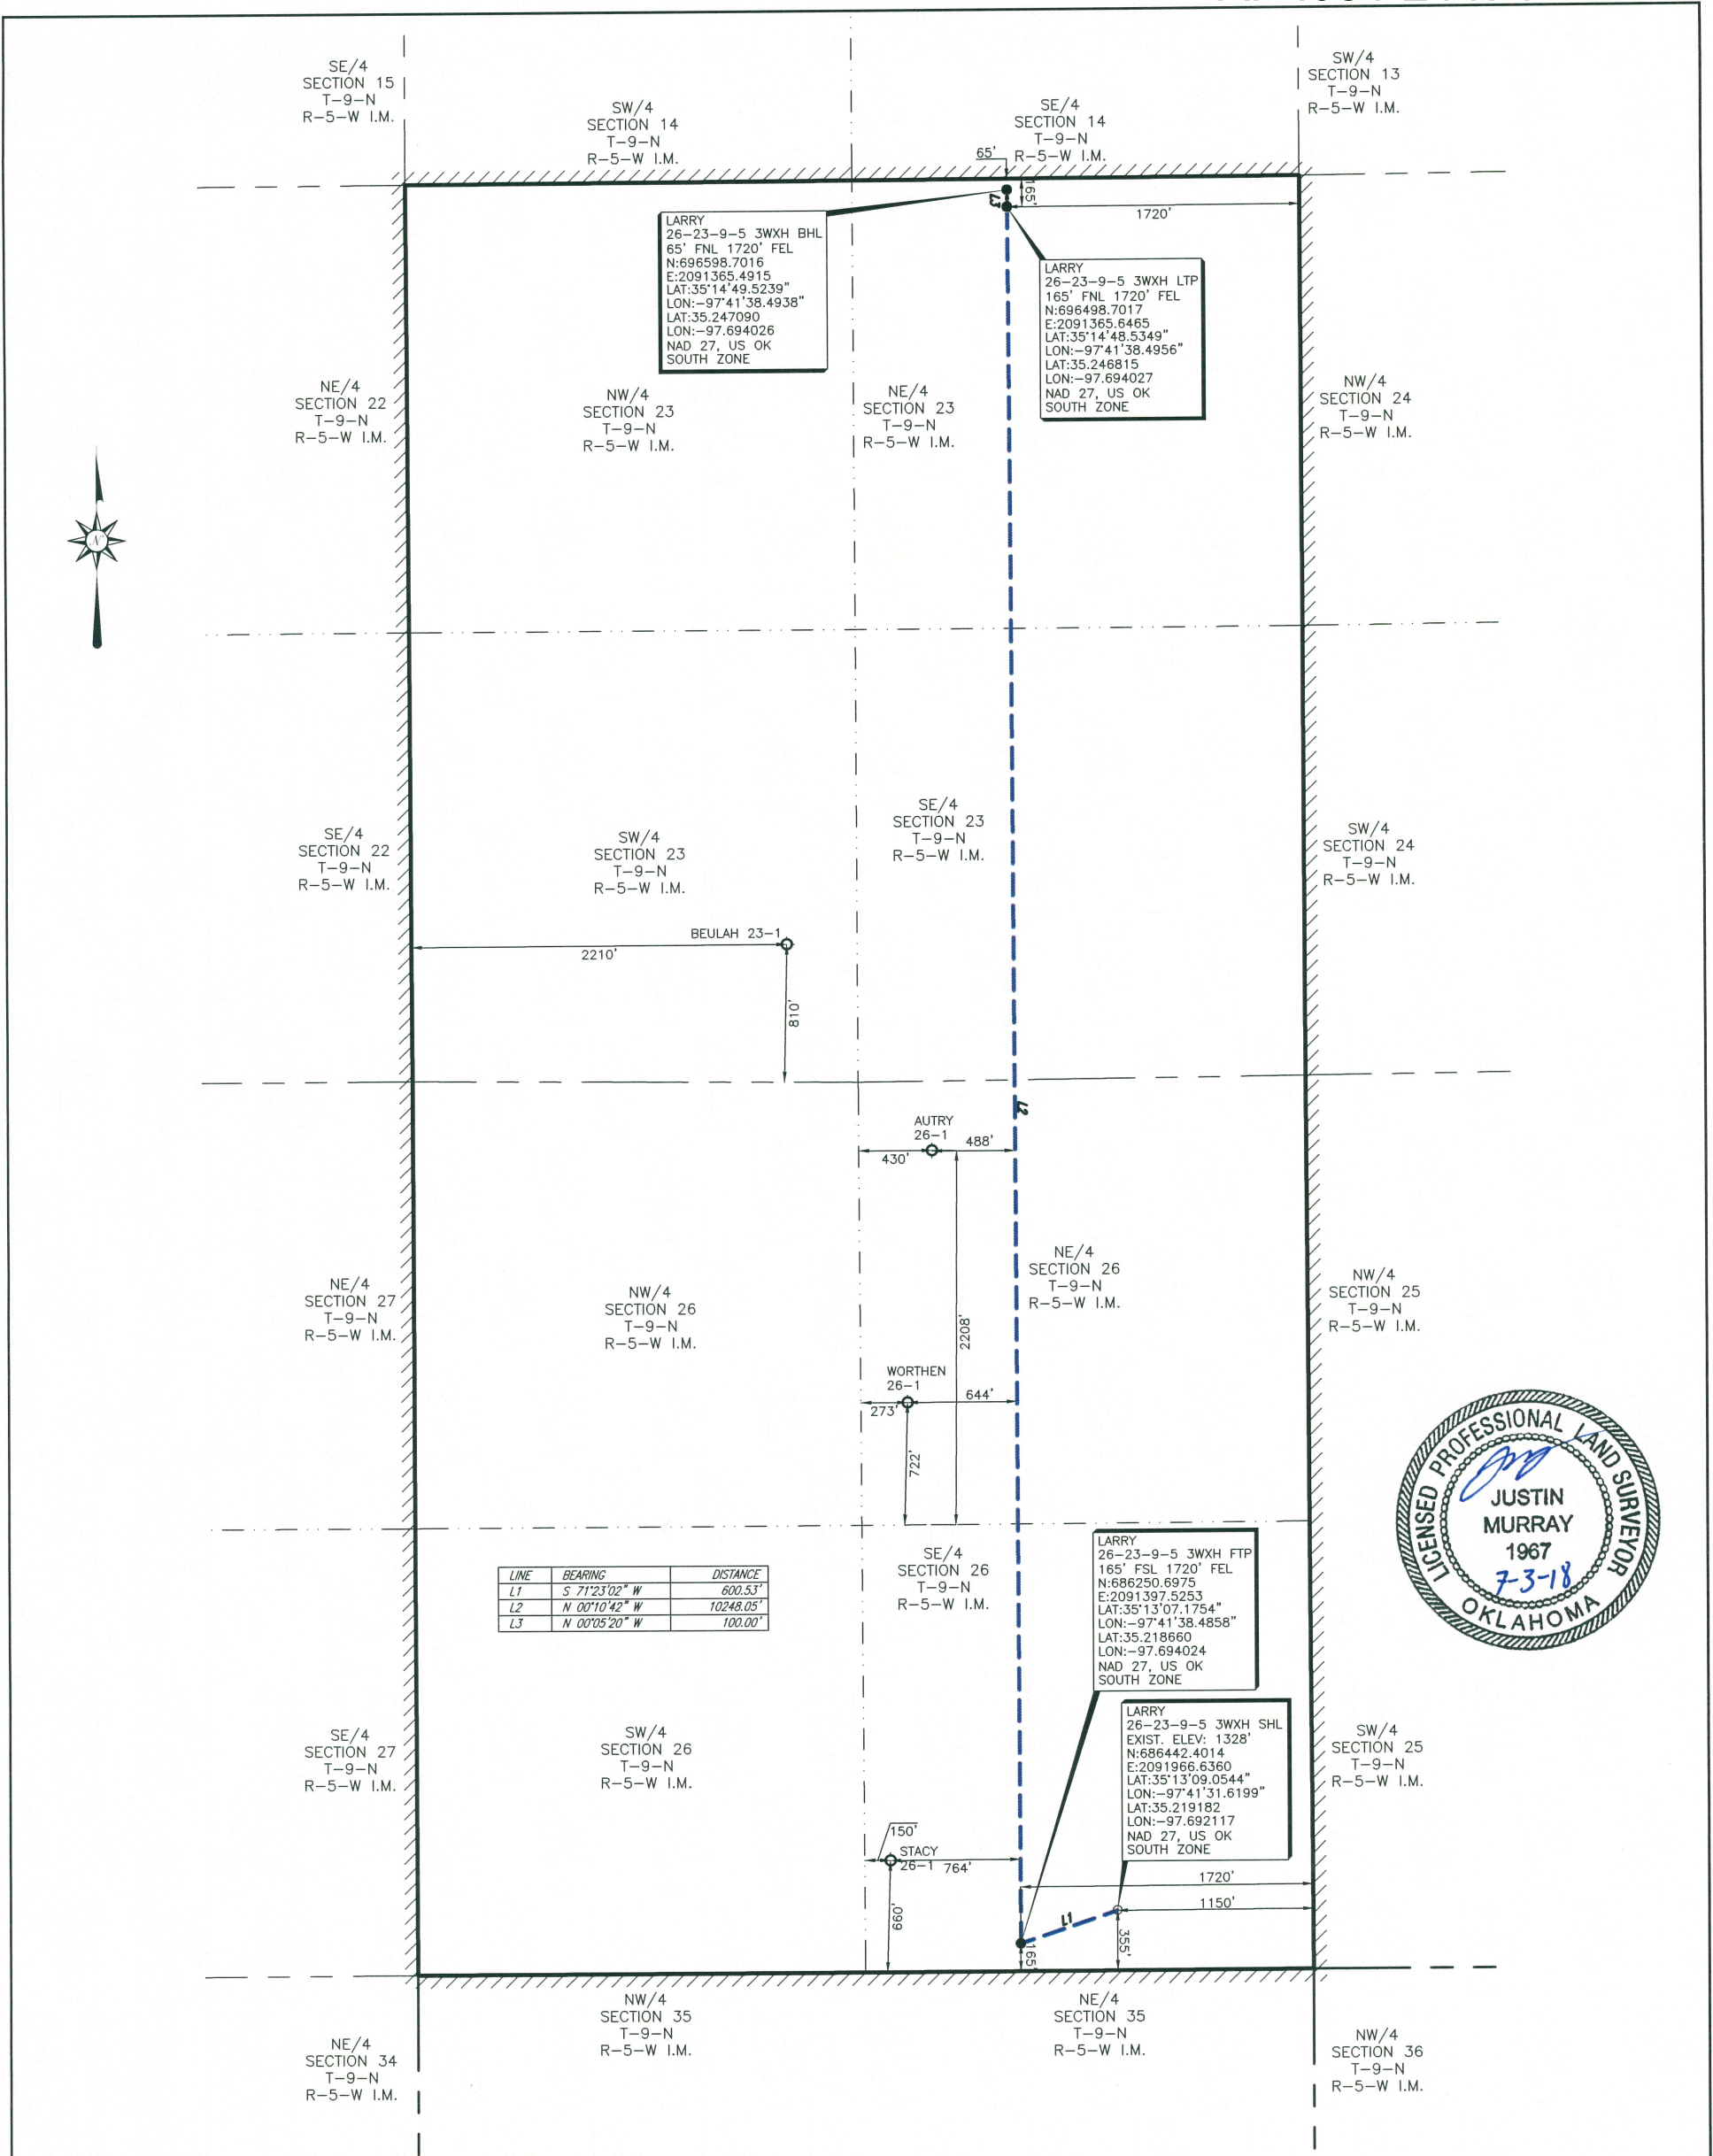 SE/4
SECTION 15
T-9-N
R-5-W I.M.
SW/4
SECTION 14
T-9-N
R-5-W I.M.
SE/4
SECTION 14
T-9-N
R-5-W I.M.
SW/4
SECTION 13
T-9-N
R-5-W I.M.
65'
165'
L3
1720'
LARRY
26-23-9-5 3WXH BHL
65' FNL 1720' FEL
N:696598.7016
E:2091365.4915
LAT:35°14'49.5239"
LON:-97°41'38.4938"
LAT:35.247090
LON:-97.694026
NAD 27, US OK
SOUTH ZONE
LARRY
26-23-9-5 3WXH LTP
165' FNL 1720' FEL
N:696498.7017
E:2091365.6465
LAT:35°14'48.5349"
LON:-97°41'38.4956"
LAT:35.246815
LON:-97.694027
NAD 27, US OK
SOUTH ZONE
NE/4
SECTION 22
T-9-N
R-5-W I.M.
NW/4
SECTION 23
T-9-N
R-5-W I.M.
NE/4
SECTION 23
T-9-N
R-5-W I.M.
NW/4
SECTION 24
T-9-N
R-5-W I.M.
N
SE/4
SECTION 22
T-9-N
R-5-W I.M.
SW/4
SECTION 23
T-9-N
R-5-W I.M.
SE/4
SECTION 23
T-9-N
R-5-W I.M.
SW/4
SECTION 24
T-9-N
R-5-W I.M.
BEULAH 23-1
2210'
810'
L2
AUTRY
26-1
430'
488'
2208'
NE/4
SECTION 27
T-9-N
R-5-W I.M.
NW/4
SECTION 26
T-9-N
R-5-W I.M.
NE/4
SECTION 26
T-9-N
R-5-W I.M.
NW/4
SECTION 25
T-9-N
R-5-W I.M.
WORTHEN
26-1
273'
644'
722'
LICENSED PROFESSIONAL LAND SURVEYOR
JUSTIN
MURRAY
1967
7-3-18
OKLAHOMA
LINE BEARING DISTANCE
L1 S 71°23'02" W 600.53'
L2 N 00°10'42" W 10248.05'
L3 N 00°05'20" W 100.00'
SE/4
SECTION 26
T-9-N
R-5-W I.M.
LARRY
26-23-9-5 3WXH FTP
165' FSL 1720' FEL
N:686250.6975
E:2091397.5253
LAT:35°13'07.1754"
LON:-97°41'38.4858"
LAT:35.218660
LON:-97.694024
NAD 27, US OK
SOUTH ZONE
LARRY
26-23-9-5 3WXH SHL
EXIST. ELEV: 1328'
N:686442.4014
E:2091966.6360
LAT:35°13'09.0544"
LON:-97°41'31.6199"
LAT:35.219182
LON:-97.692117
NAD 27, US OK
SOUTH ZONE
SE/4
SECTION 27
T-9-N
R-5-W I.M.
SW/4
SECTION 26
T-9-N
R-5-W I.M.
SW/4
SECTION 25
T-9-N
R-5-W I.M.
150'
STACY
26-1
764'
660'
1720'
1150'
L1
355'
165'
NE/4
SECTION 34
T-9-N
R-5-W I.M.
NW/4
SECTION 35
T-9-N
R-5-W I.M.
NE/4
SECTION 35
T-9-N
R-5-W I.M.
NW/4
SECTION 36
T-9-N
R-5-W I.M.